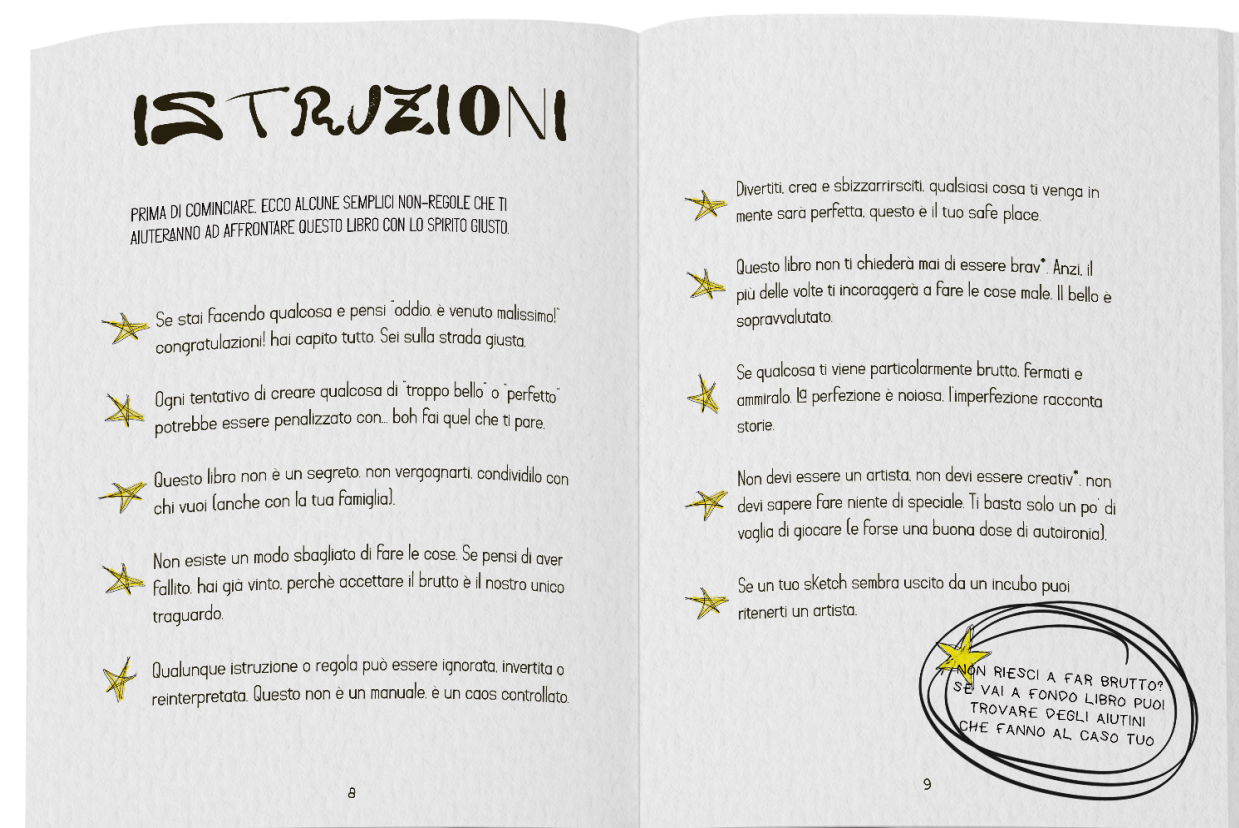 ISTRUZIONI
PRIMA DI COMINCIARE, ECCO ALCUNE SEMPLICI NON-REGOLE CHE TI
AIUTERANNO AD AFFRONTARE QUESTO LIBRO CON LO SPIRITO GIUSTO.
Se stai facendo qualcosa e pensi "oddio, è venuto malissimo!"
congratulazioni! hai capito tutto. Sei sulla strada giusta.
Ogni tentativo di creare qualcosa di "troppo bello" o "perfetto"
potrebbe essere penalizzato con... boh fai quel che ti pare.
Questo libro non è un segreto, non vergognarti, condividilo con
chi vuoi (anche con la tua famiglia).
Non esiste un modo sbagliato di fare le cose. Se pensi di aver
fallito, hai già vinto, perchè accettare il brutto è il nostro unico
traguardo.
Qualunque istruzione o regola può essere ignorata, invertita o
reinterpretata. Questo non è un manuale, è un caos controllato.
8
Divertiti, crea e sbizzarrirsciti, qualsiasi cosa ti venga in
mente sarà perfetta, questo è il tuo safe place.
Questo libro non ti chiederà mai di essere brav*. Anzi, il
più delle volte ti incoraggerà a fare le cose male. Il bello è
sopravvalutato.
Se qualcosa ti viene particolarmente brutto, fermati e
ammiralo. la perfezione è noiosa, l'imperfezione racconta
storie.
Non devi essere un artista, non devi essere creativ*, non
devi sapere fare niente di speciale. Ti basta solo un po' di
voglia di giocare (e forse una buona dose di autoironia).
Se un tuo sketch sembra uscito da un incubo puoi
ritenerti un artista.
NON RIESCI A FAR BRUTTO?
SE VAI A FONDO LIBRO PUOI
TROVARE DEGLI AIUTINI
CHE FANNO AL CASO TUO
9